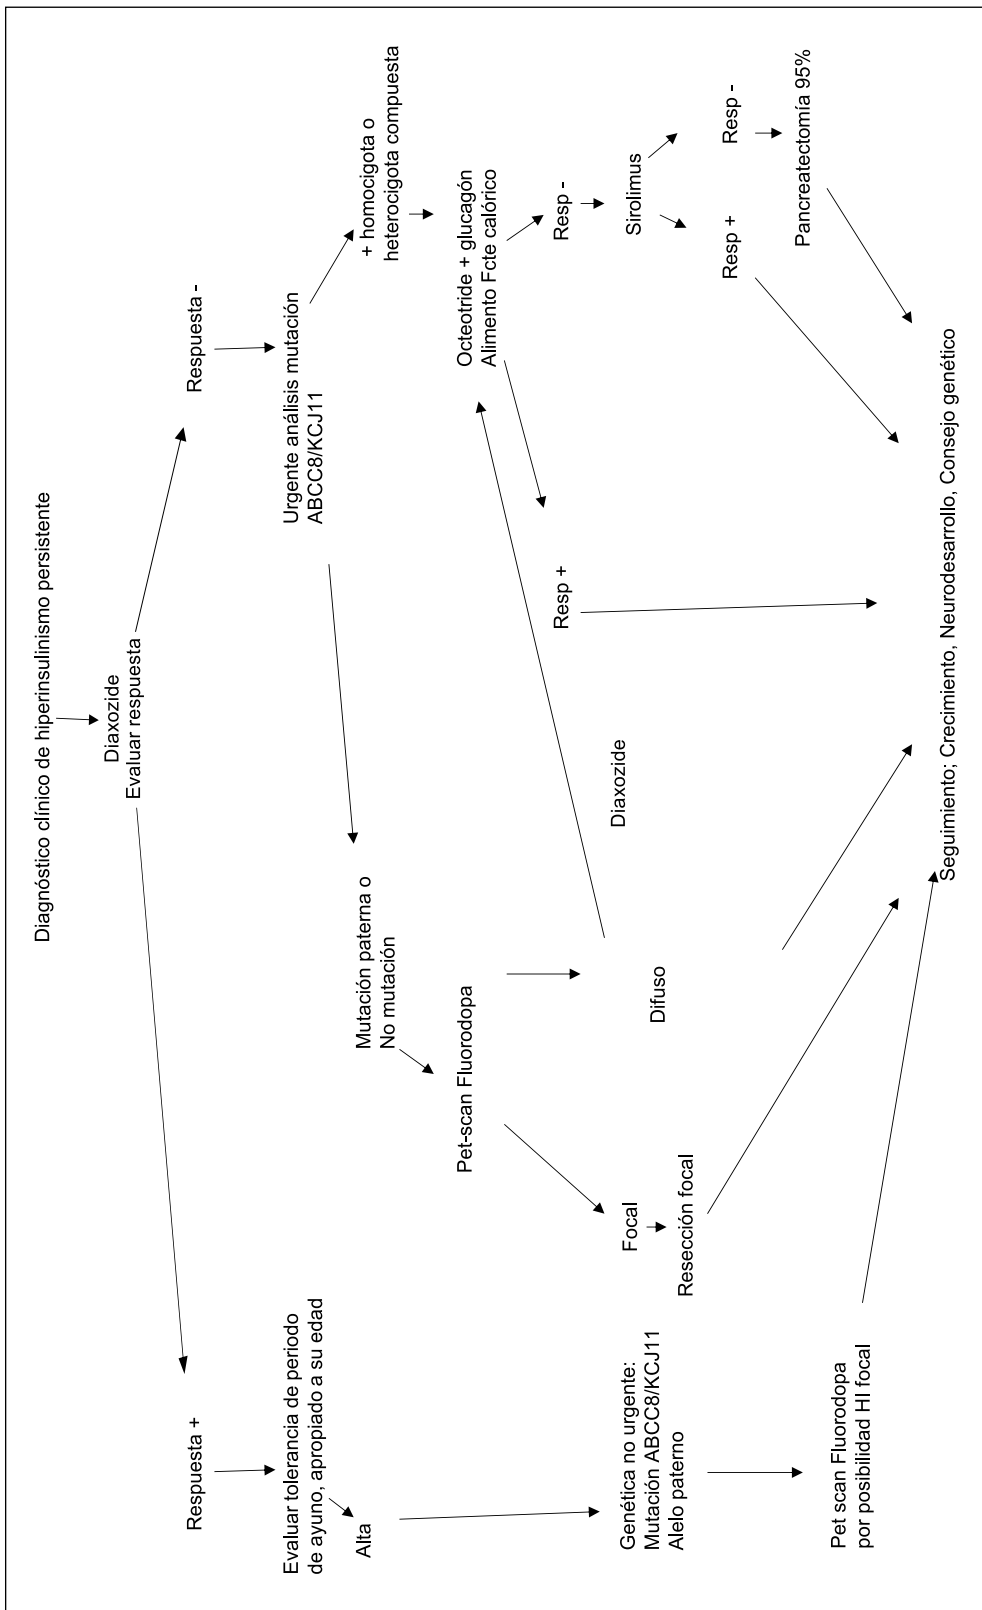 Diagnóstico clínico de hiperinsulinismo persistente
Diaxozide
Evaluar respuesta
Respuesta +
Respuesta -
Evaluar tolerancia de periodo
de ayuno, apropiado a su edad
Urgente análisis mutación
ABCC8/KCJ11
Alta
Mutación paterna o
No mutación
+ homocigota o
heterocigota compuesta
Pet-scan Fluorodopa
Octeotride + glucagón
Alimento Fcte calórico
Resp +
Resp -
Genética no urgente:
Mutación ABCC8/KCJ11
Alelo paterno
Focal
Resección focal
Difuso
Diaxozide
Sirolimus
Resp +
Resp -
Pancreatectomía 95%
Pet scan Fluorodopa
por posibilidad HI focal
Seguimiento; Crecimiento, Neurodesarrollo, Consejo genético